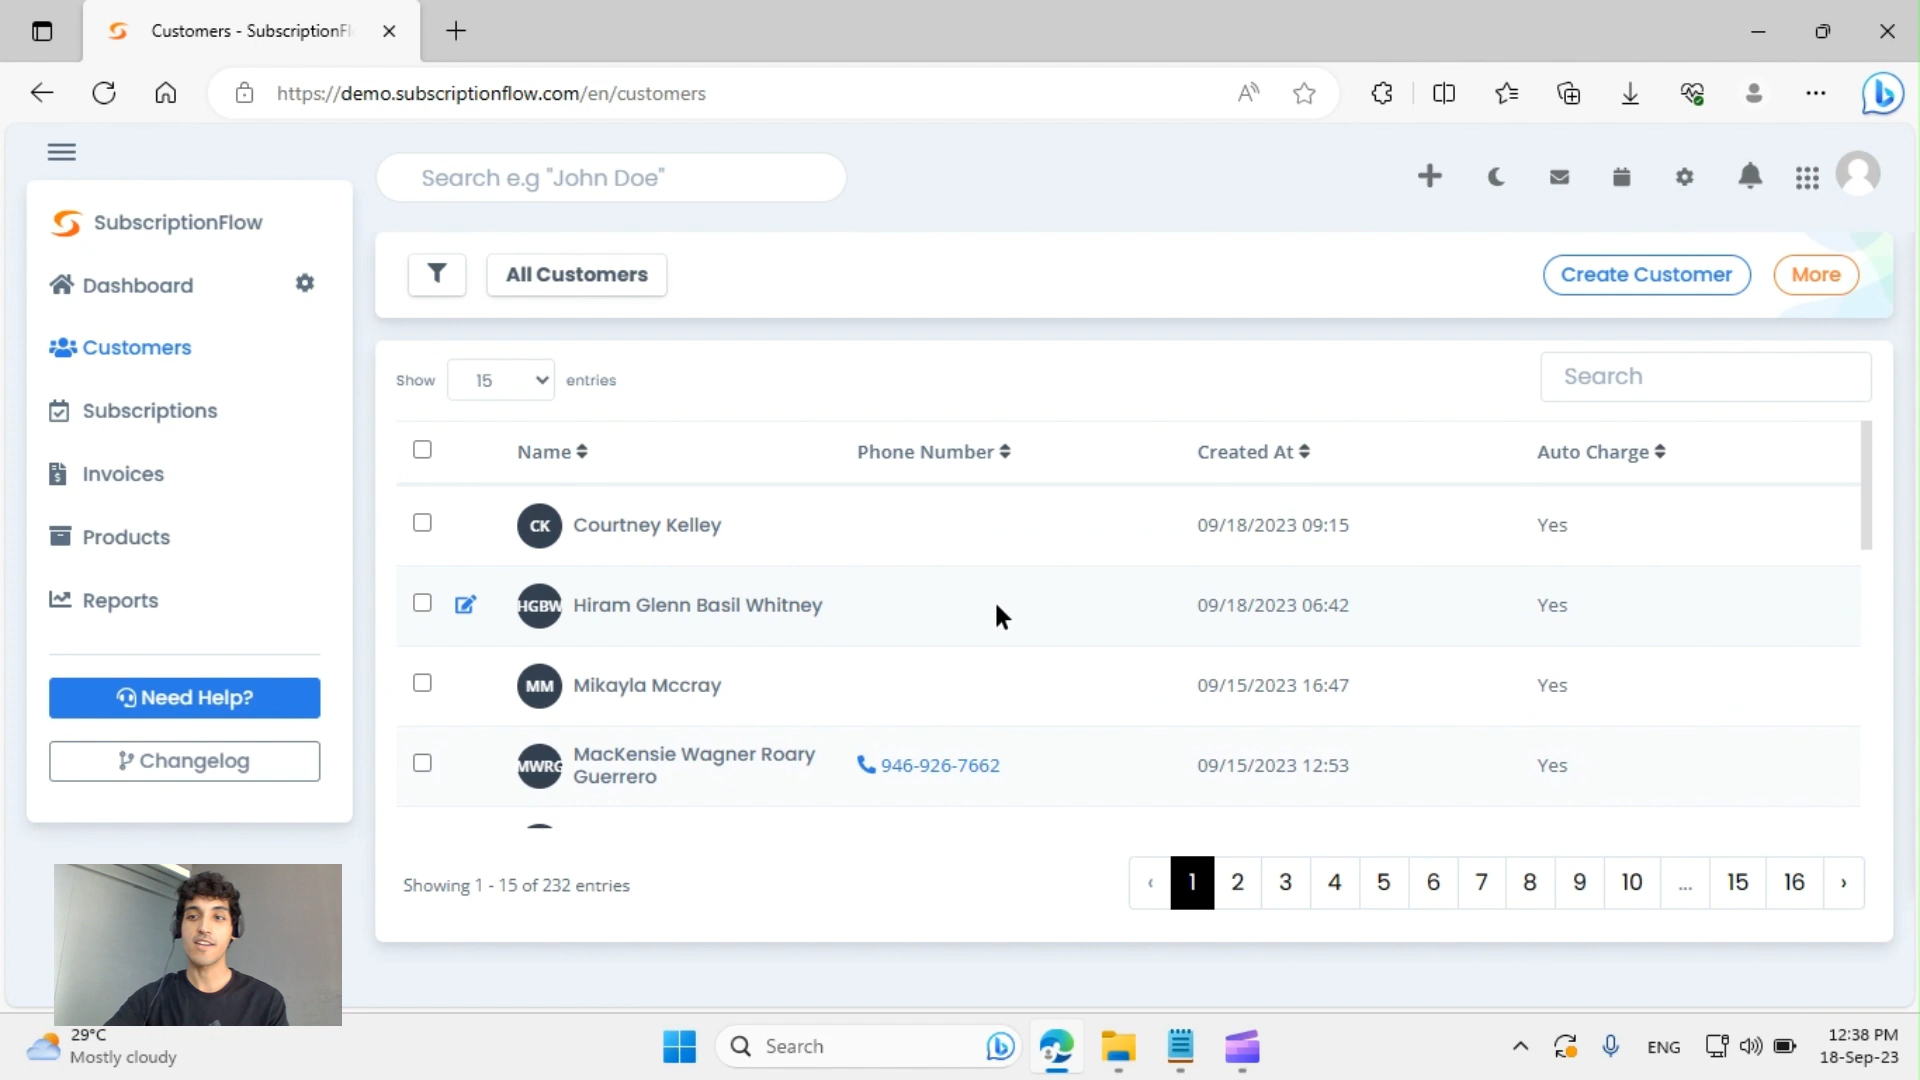 Customers - SubscriptionFl
https://demo.subscriptionflow.com/en/customers
Search e.g "John Doe"
SubscriptionFlow
Dashboard
Customers
Subscriptions
Invoices
Products
Reports
Need Help?
Changelog
All Customers
Create Customer
More
Show 15 entries
Search
Name Phone Number Created At Auto Charge
CK Courtney Kelley 09/18/2023 09:15 Yes
HGBW Hiram Glenn Basil Whitney 09/18/2023 06:42 Yes
MM Mikayla Mccray 09/15/2023 16:47 Yes
MWRG MacKensie Wagner Roary Guerrero 946-926-7662 09/15/2023 12:53 Yes
Showing 1 - 15 of 232 entries
‹ 1 2 3 4 5 6 7 8 9 10 ... 15 16 ›
29°C
Mostly cloudy
Search
ENG
12:38 PM
18-Sep-23